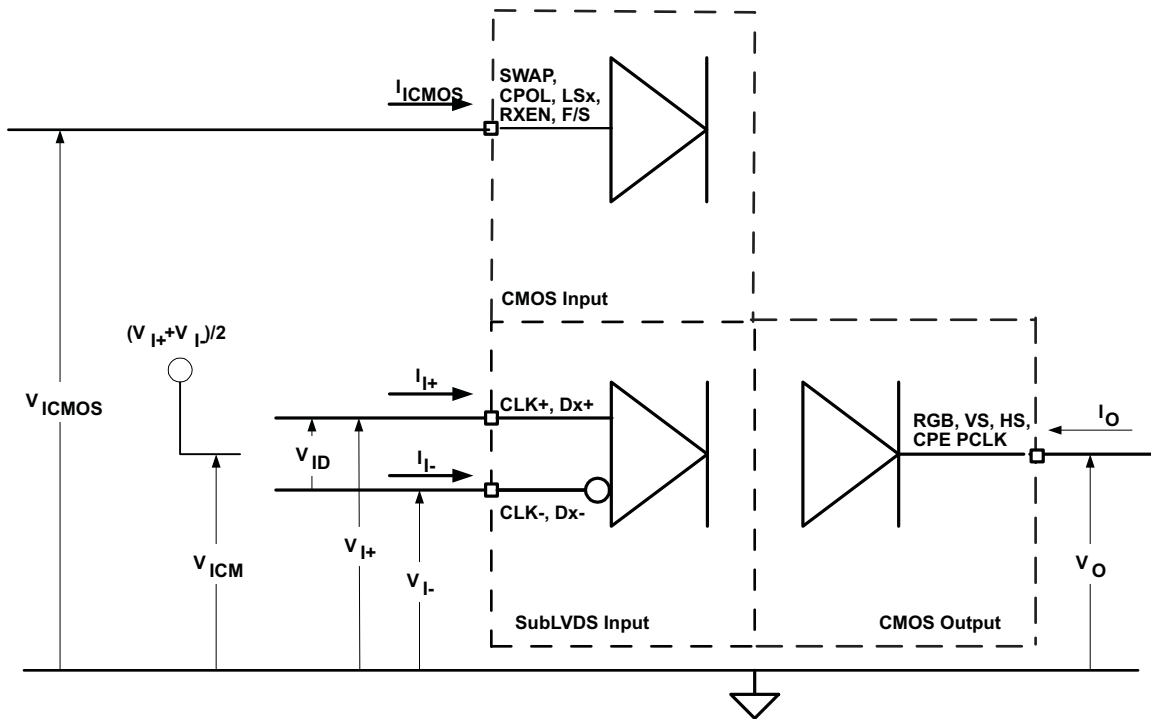 I ICMOS
SWAP,
CPOL, LSx,
RXEN, F/S
CMOS Input
(V I+ +V I-)/2
V ICMOS
I I+
CLK+, Dx+
V ID
I I-
CLK-, Dx-
V I+
V ICM
V I-
SubLVDS Input
RGB, VS, HS,
CPE PCLK
I O
V O
CMOS Output